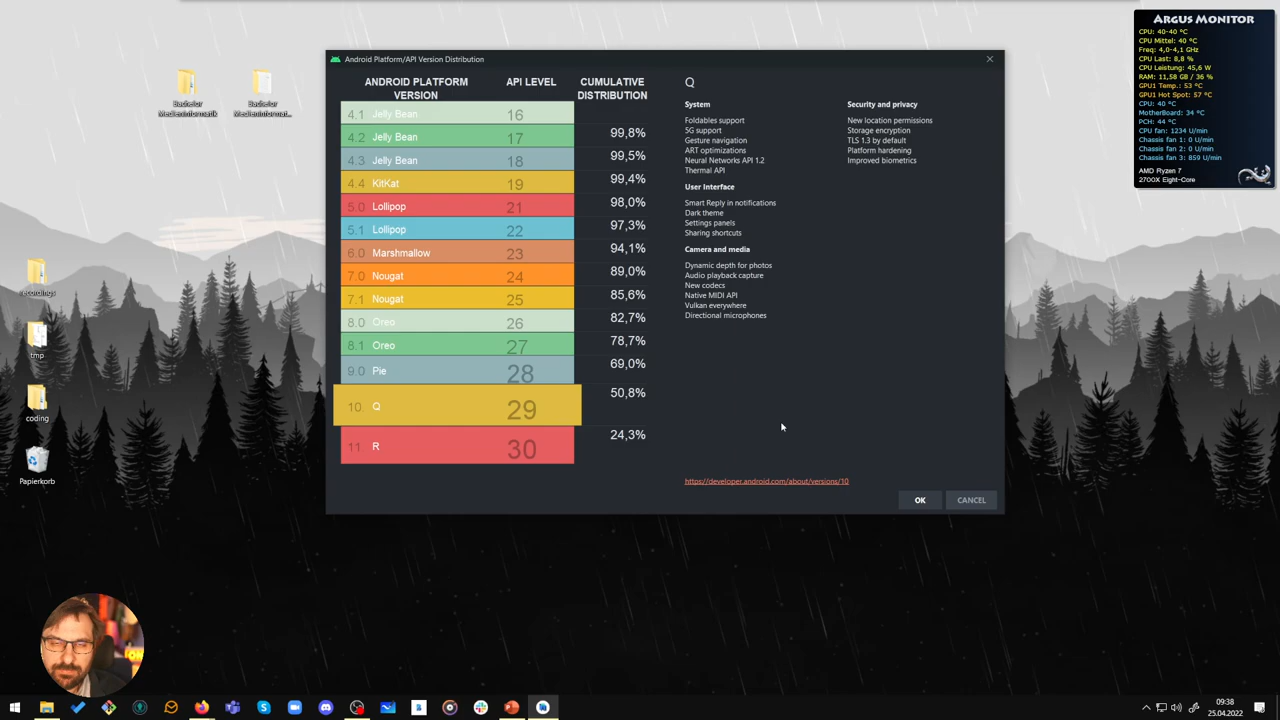 Argus Monitor
CPU: 40-40 °C
CPU Mittel: 40 °C
Freq: 4,0-4,1 GHz
CPU Last: 8,8 %
CPU Leistung: 45,6 W
RAM: 11,58 GB / 36 %
GPU1 Temp.: 53 °C
GPU1 Hot Spot: 57 °C
CPU: 40 °C
MotherBoard: 34 °C
PCH: 44 °C
CPU fan: 1234 U/min
Chassis fan 1: 0 U/min
Chassis fan 2: 0 U/min
Chassis fan 3: 859 U/min
AMD Ryzen 7
2700X Eight-Core
Bachelor
Medieninformatik
Bachelor
Medieninformat...
recordings
tmp
coding
Papierkorb
Android Platform/API Version Distribution
ANDROID PLATFORM
VERSION
API LEVEL
CUMULATIVE
DISTRIBUTION
4.1 Jelly Bean 16
99,8%
4.2 Jelly Bean 17
99,5%
4.3 Jelly Bean 18
99,4%
4.4 KitKat 19
98,0%
5.0 Lollipop 21
97,3%
5.1 Lollipop 22
94,1%
6.0 Marshmallow 23
89,0%
7.0 Nougat 24
85,6%
7.1 Nougat 25
82,7%
8.0 Oreo 26
78,7%
8.1 Oreo 27
69,0%
9.0 Pie 28
50,8%
10. Q 29
24,3%
11 R 30
Q
System
Foldables support
5G support
Gesture navigation
ART optimizations
Neural Networks API 1.2
Thermal API
User Interface
Smart Reply in notifications
Dark theme
Settings panels
Sharing shortcuts
Camera and media
Dynamic depth for photos
Audio playback capture
New codecs
Native MIDI API
Vulkan everywhere
Directional microphones
Security and privacy
New location permissions
Storage encryption
TLS 1.3 by default
Platform hardening
Improved biometrics
https://developer.android.com/about/versions/10
OK
CANCEL
09:38
25.04.2022